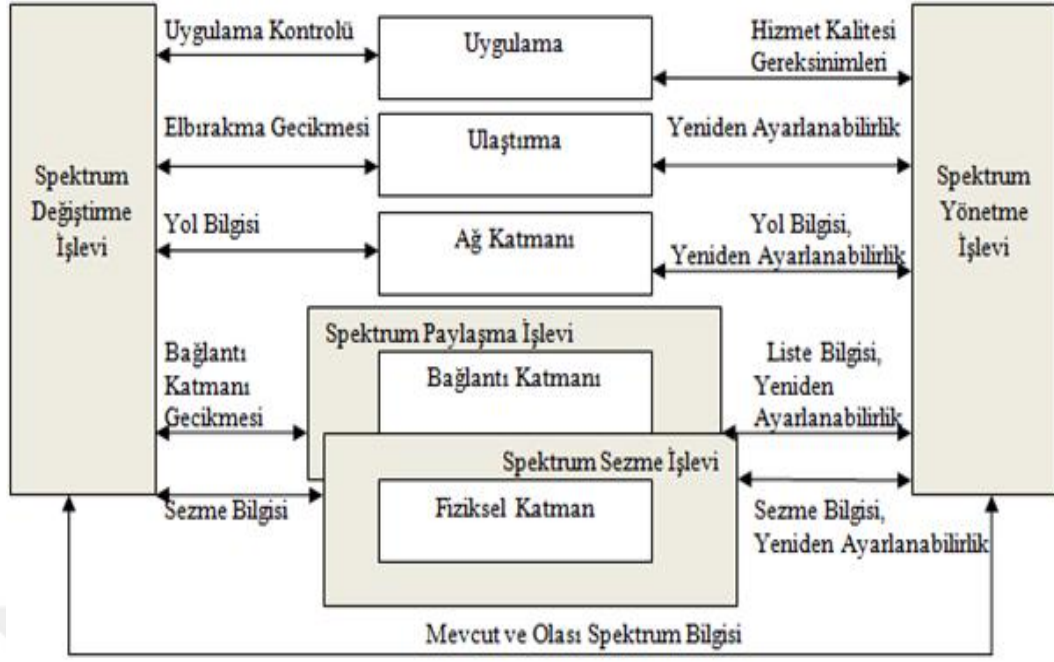 Uygulama Kontrolü
Uygulama
Hizmet Kalitesi
Gereksinimleri
Elbırakma Gecikmesi
Ulaştırma
Yeniden Ayarlanabilirlik
Spektrum
Değiştirme
İşlevi
Spektrum
Yönetme
İşlevi
Yol Bilgisi
Ağ Katmanı
Yol Bilgisi,
Yeniden Ayarlanabilirlik
Spektrum Paylaşma İşlevi
Bağlantı
Katmanı
Gecikmesi
Bağlantı Katmanı
Liste Bilgisi,
Yeniden
Ayarlanabilirlik
Spektrum Sezme İşlevi
Sezme Bilgisi
Fiziksel Katman
Sezme Bilgisi,
Yeniden Ayarlanabilirlik
Mevcut ve Olası Spektrum Bilgisi